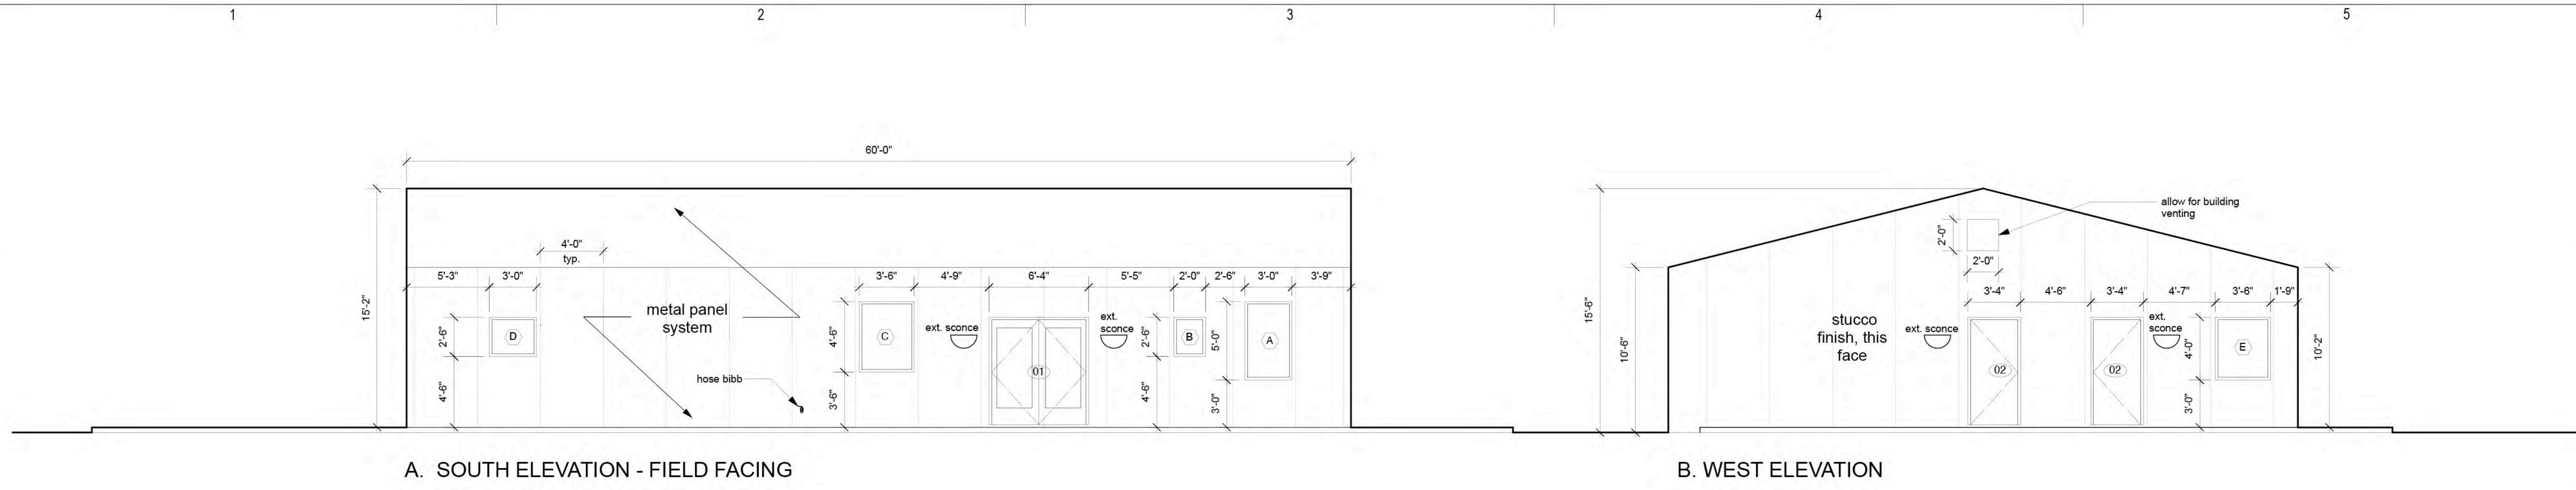 1
2
3
4
5
60'-0"
4'-0"
typ.
5'-3"
3'-0"
3'-6"
4'-9"
6'-4"
5'-5"
2'-0"
2'-6"
3'-0"
3'-9"
15'-2"
metal panel
system
2'-6"
D
4'-6"
hose bibb
4'-6"
C
3'-6"
ext. sconce
01
ext.
sconce
2'-6"
B
4'-6"
5'-0"
A
3'-0"
A. SOUTH ELEVATION - FIELD FACING
allow for building
venting
2'-0"
2'-0"
3'-4"
4'-6"
3'-4"
4'-7"
3'-6"
1'-9"
15'-6"
10'-6"
stucco
finish, this
face
ext. sconce
02
02
ext.
sconce
4'-0"
E
3'-0"
10'-2"
B. WEST ELEVATION